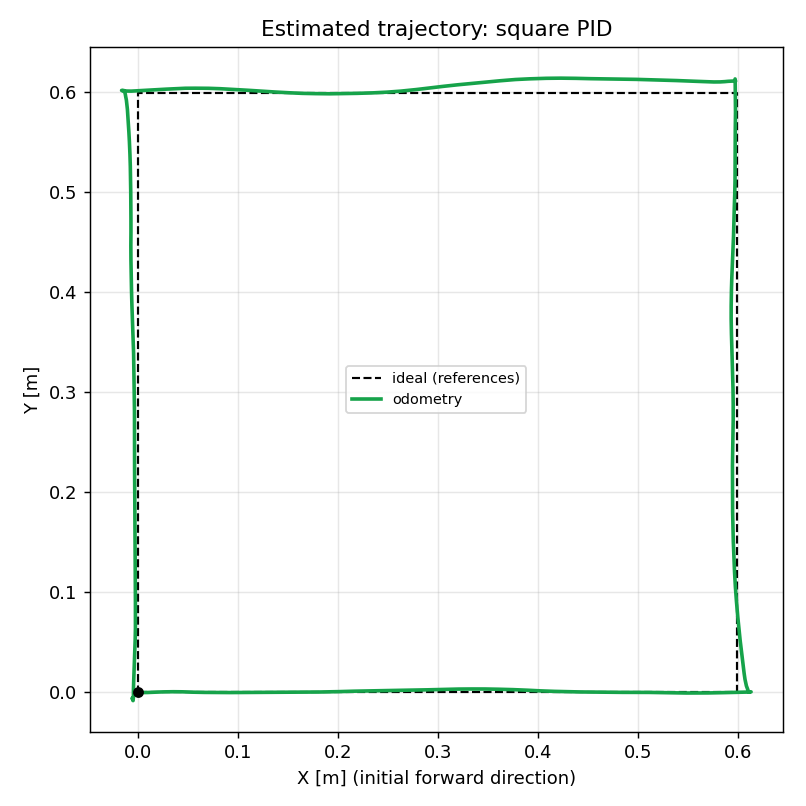 Estimated trajectory: square PID
0.6
0.5
0.4
0.3
0.2
0.1
0.0
Y [m]
ideal (references)
odometry
0.0 0.1 0.2 0.3 0.4 0.5 0.6
X [m] (initial forward direction)